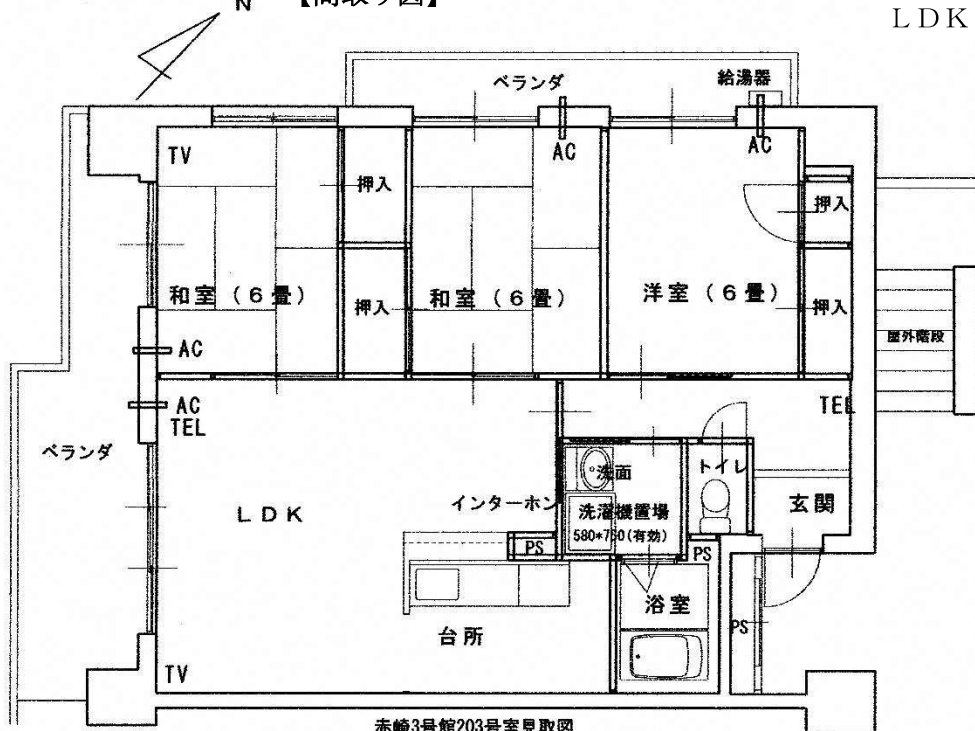 N 【間取り図】
LDK
ベランダ
給湯器
TV
AC
AC
押入
押入
和室（６畳）
和室（６畳）
洋室（６畳）
押入
押入
屋外階段
AC
AC
TEL
TEL
ベランダ
LDK
インターホン
洗面
トイレ
洗濯機置場
580*750(有効)
玄関
PS
PS
浴室
PS
台所
TV
赤崎3号館203号室見取図